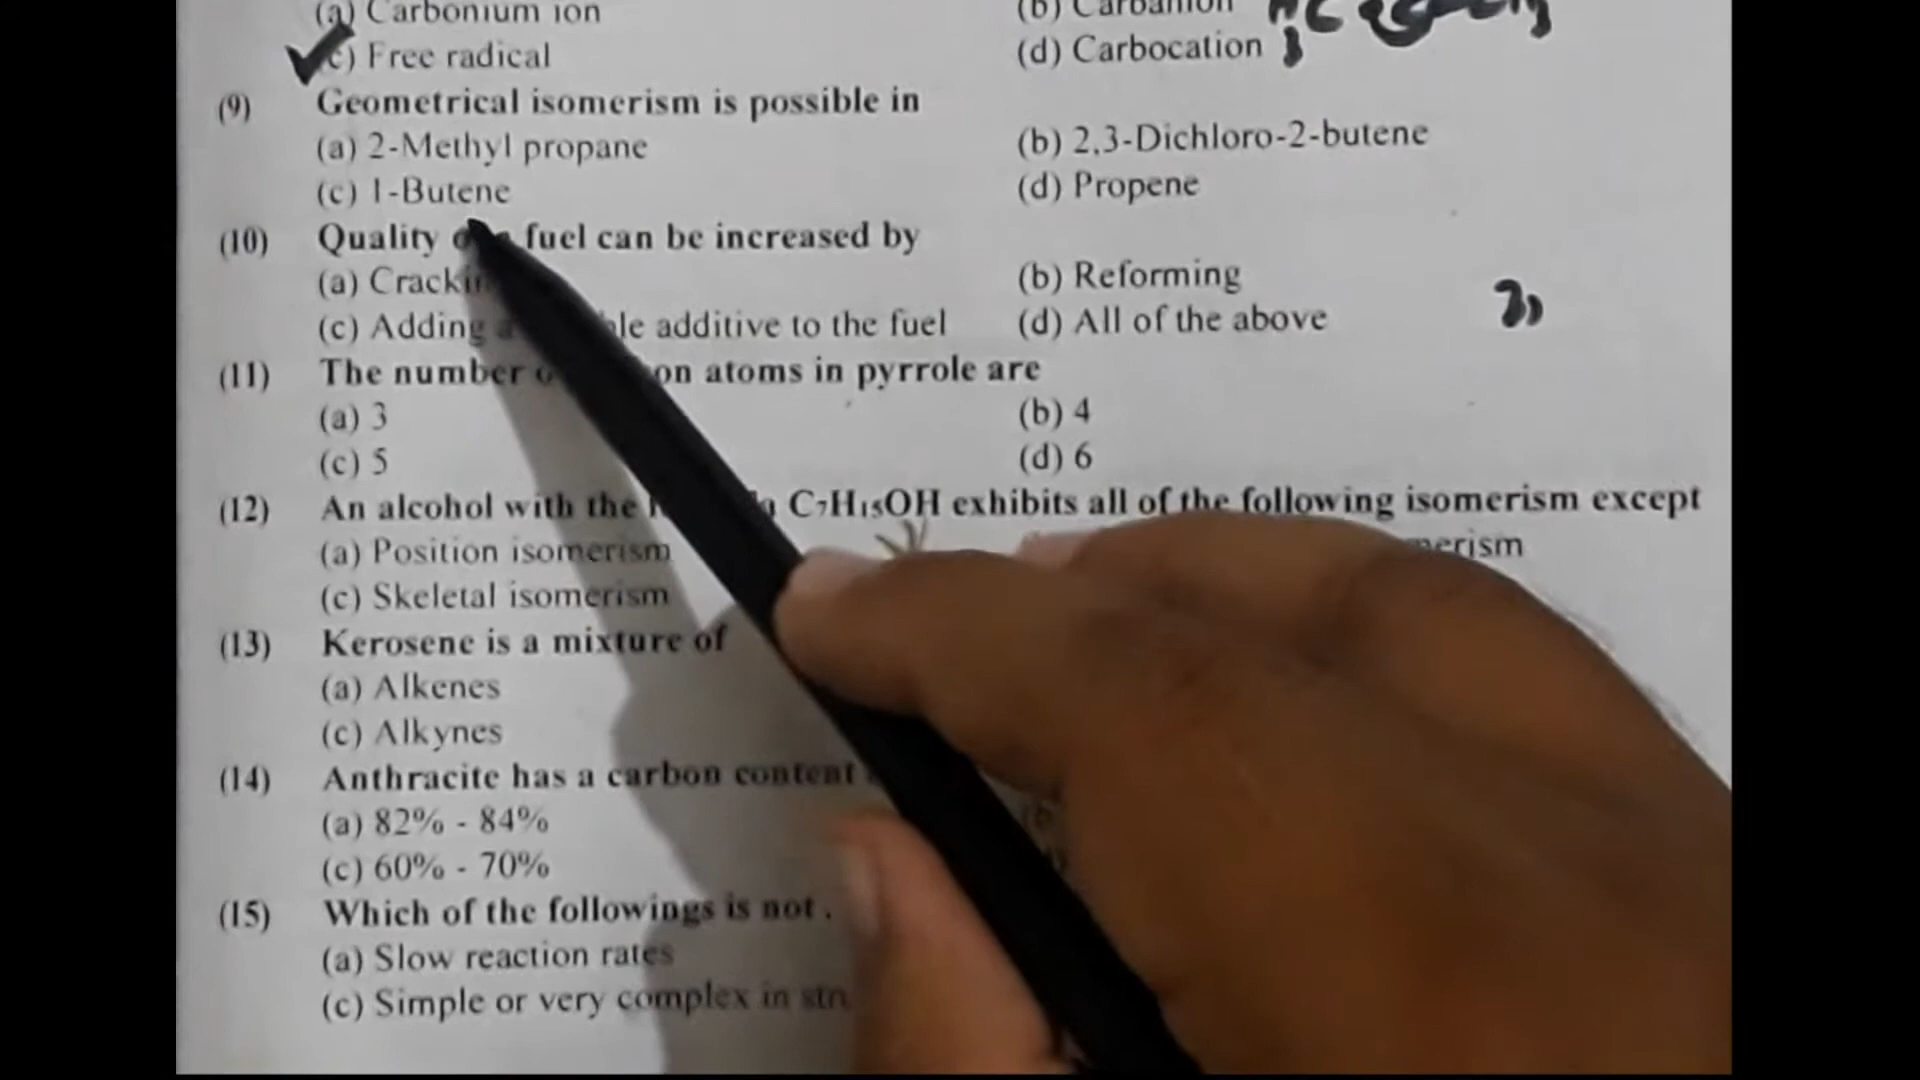 (a) Carbonium ion (b) Carbanion
(c) Free radical (d) Carbocation
(9) Geometrical isomerism is possible in
(a) 2-Methyl propane (b) 2,3-Dichloro-2-butene
(c) 1-Butene (d) Propene
(10) Quality fuel can be increased by
(a) (b) Reforming
(c) Adding additive to the fuel (d) All of the above
(11) The number atoms in pyrrole are
(a) 3 (b) 4
(c) 5 (d) 6
(12) An alcohol with the C₇H₁₅OH exhibits all of the following isomerism except
(a) Position isomerism
(c) Skeletal isomerism
(13) Kerosene is a mixture of
(a) Alkenes
(c) Alkynes
(14) Anthracite has a carbon content
(a) 82% - 84%
(c) 60% - 70%
(15) Which of the followings is not
(a) Slow reaction rates
(c) Simple or very complex in